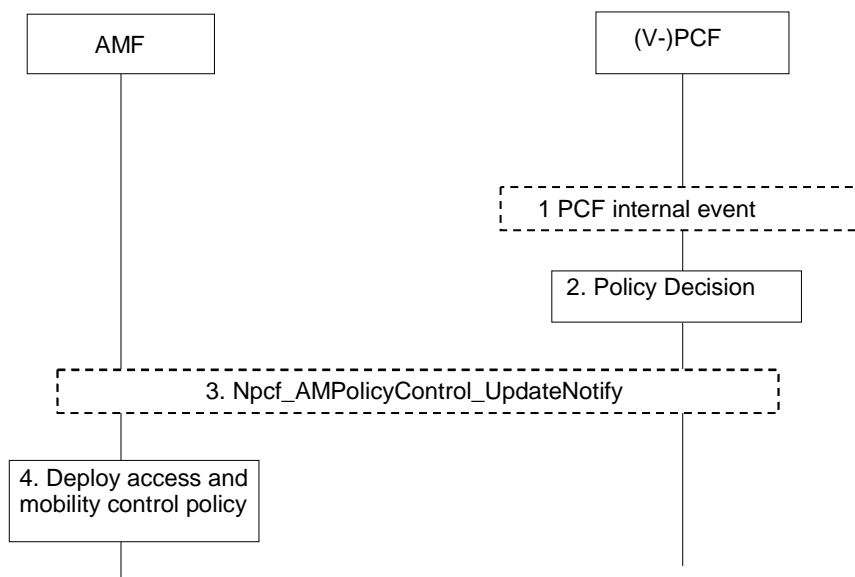 AMF
(V-)PCF
1 PCF internal event
2. Policy Decision
3. Npcf_AMPolicyControl_UpdateNotify
4. Deploy access and
mobility control policy